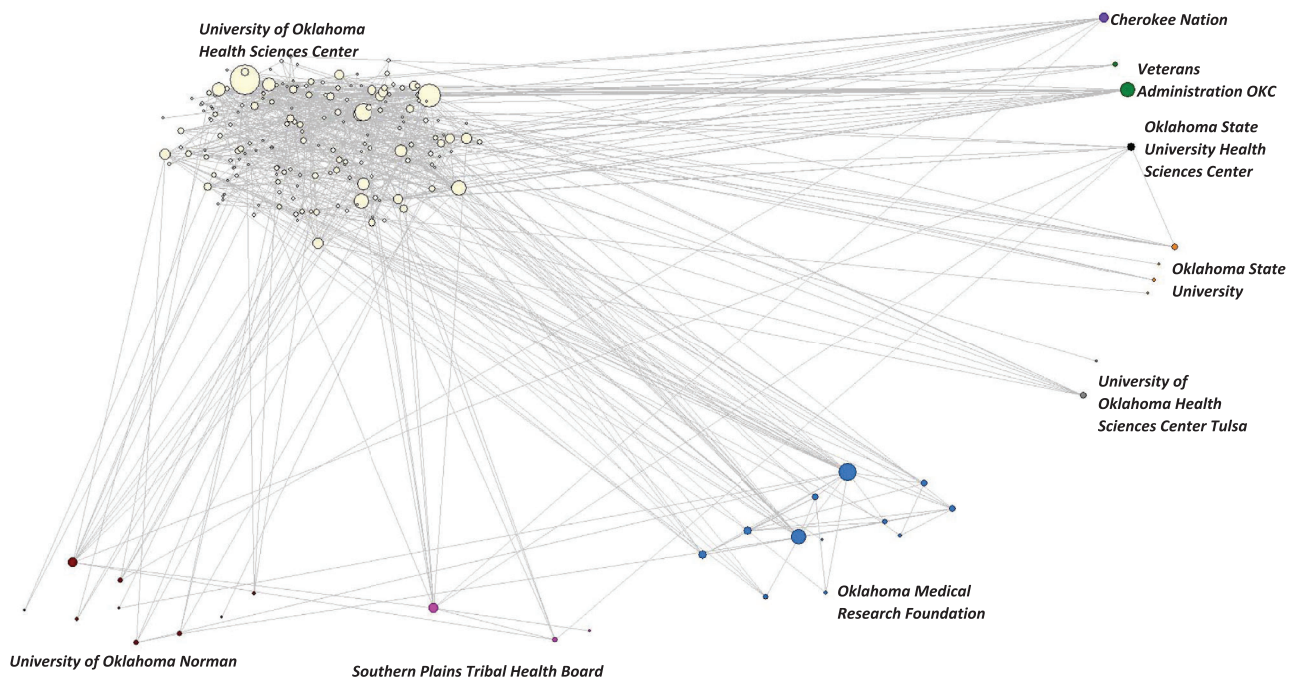 University of Oklahoma
Health Sciences Center
Cherokee Nation
Veterans
Administration OKC
Oklahoma State
University Health
Sciences Center
Oklahoma State
University
University of
Oklahoma Health
Sciences Center Tulsa
Oklahoma Medical
Research Foundation
University of Oklahoma Norman
Southern Plains Tribal Health Board